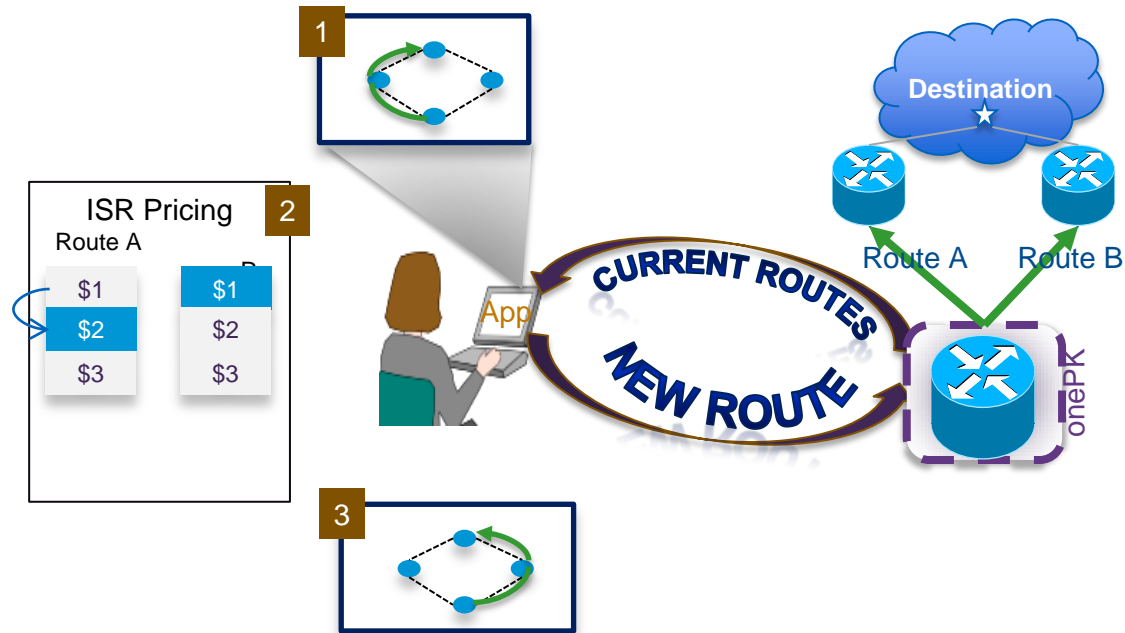 1
Destination
ISR Pricing
2
Route A
$1
$2
$3
$1
$2
$3
App
CURRENT ROUTES
NEW ROUTE
Route A
Route B
onePK
3